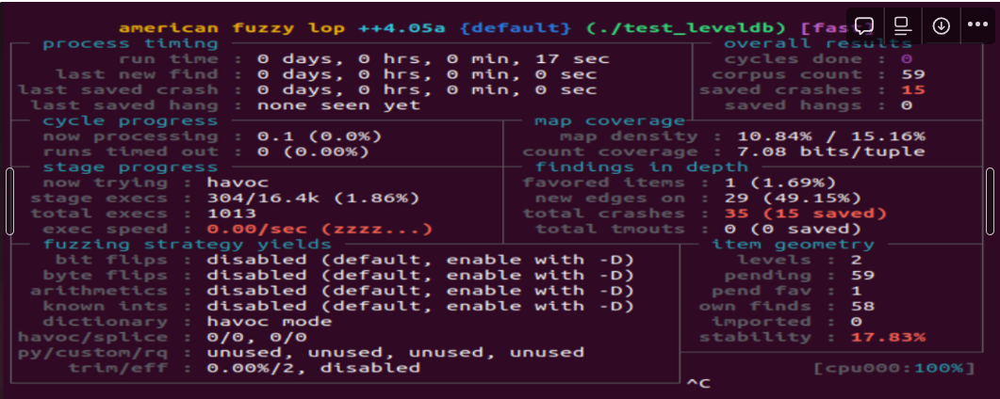 american fuzzy lop ++4.05a {default} (./test_leveldb) [fas
process timing
run time : 0 days, 0 hrs, 0 min, 17 sec
last new find : 0 days, 0 hrs, 0 min, 0 sec
last saved crash : 0 days, 0 hrs, 0 min, 0 sec
last saved hang : none seen yet
overall results
cycles done : 0
corpus count : 59
saved crashes : 15
saved hangs : 0
cycle progress
now processing : 0.1 (0.0%)
runs timed out : 0 (0.00%)
map coverage
map density : 10.84% / 15.16%
count coverage : 7.08 bits/tuple
stage progress
now trying : havoc
stage execs : 304/16.4k (1.86%)
total execs : 1013
exec speed : 0.00/sec (zzzz...)
findings in depth
favored items : 1 (1.69%)
new edges on : 29 (49.15%)
total crashes : 35 (15 saved)
total tmouts : 0 (0 saved)
fuzzing strategy yields
bit flips : disabled (default, enable with -D)
byte flips : disabled (default, enable with -D)
arithmetics : disabled (default, enable with -D)
known ints : disabled (default, enable with -D)
dictionary : havoc mode
havoc/splice : 0/0, 0/0
py/custom/rq : unused, unused, unused, unused
trim/eff : 0.00%/2, disabled
item geometry
levels : 2
pending : 59
pend fav : 1
own finds : 58
imported : 0
stability : 17.83%
[cpu000:100%]
^C